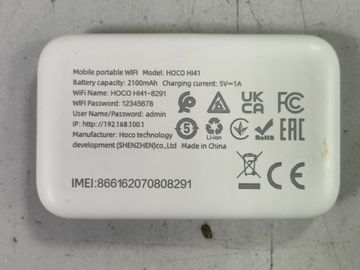 Mobile portable WIFI Model: HOCO HI41
Battery capacity: 2100mAh Charging current: 5V⎓1A
WiFi Name: HOCO HI41-8291
WIFI Password: 12345678
User Name/Password: admin
IP: http://192.168.100.1
Manufacturer: Hoco technology
development (SHENZHEN)co.,Ltd Made in China
UK
CA
FC
5
Li-ion
RoHS
EAC
CE
IMEI:866162070808291